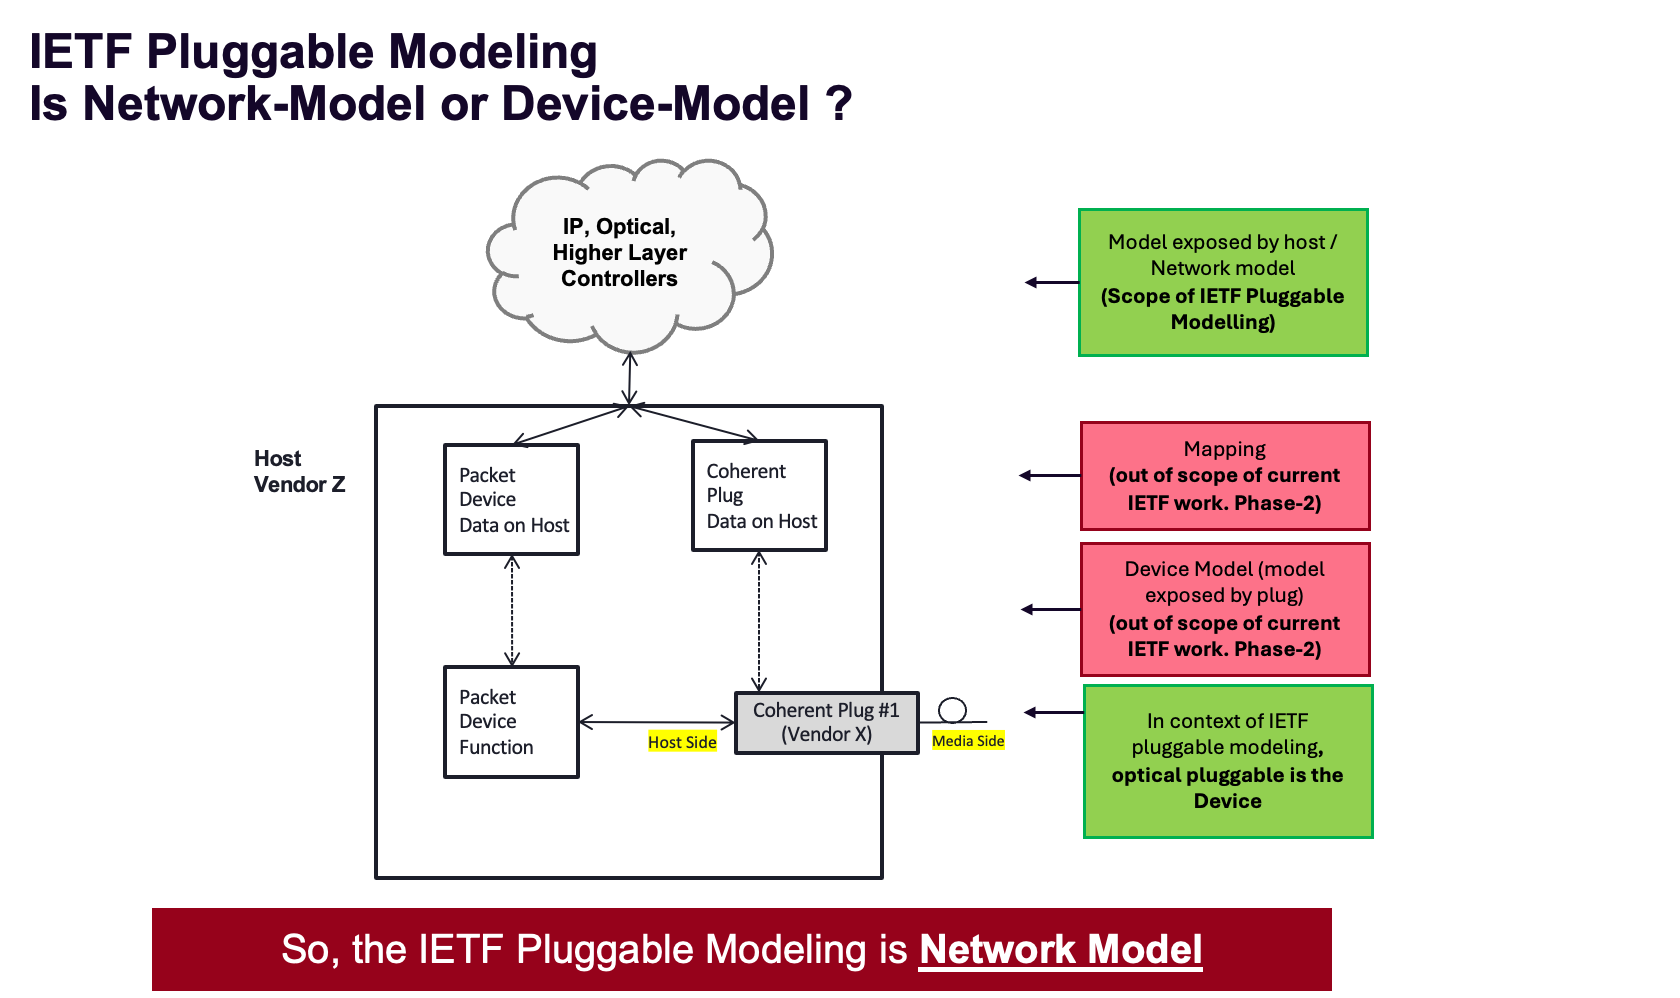 IETF Pluggable Modeling
Is Network-Model or Device-Model ?
IP, Optical,
Higher Layer
Controllers
Model exposed by host /
Network model
(Scope of IETF Pluggable
Modelling)
Host
Vendor Z
Packet
Device
Data on Host
Coherent
Plug
Data on Host
Mapping
(out of scope of current
IETF work. Phase-2)
Device Model (model
exposed by plug)
(out of scope of current
IETF work. Phase-2)
Packet
Device
Function
Host Side
Coherent Plug #1
(Vendor X)
Media Side
In context of IETF
pluggable modeling,
optical pluggable is the
Device
So, the IETF Pluggable Modeling is Network Model